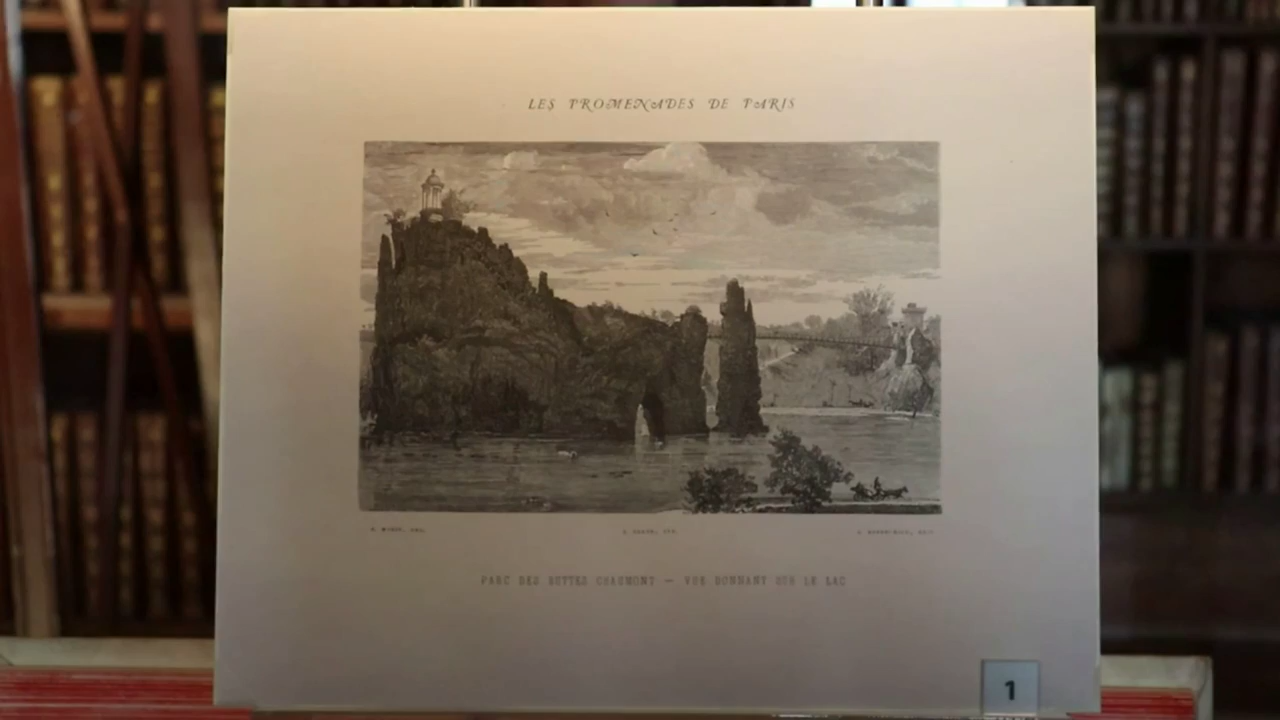 LES PROMENADES DE PARIS
PARC DES BUTTES CHAUMONT — VUE DONNANT SUR LE LAC
1